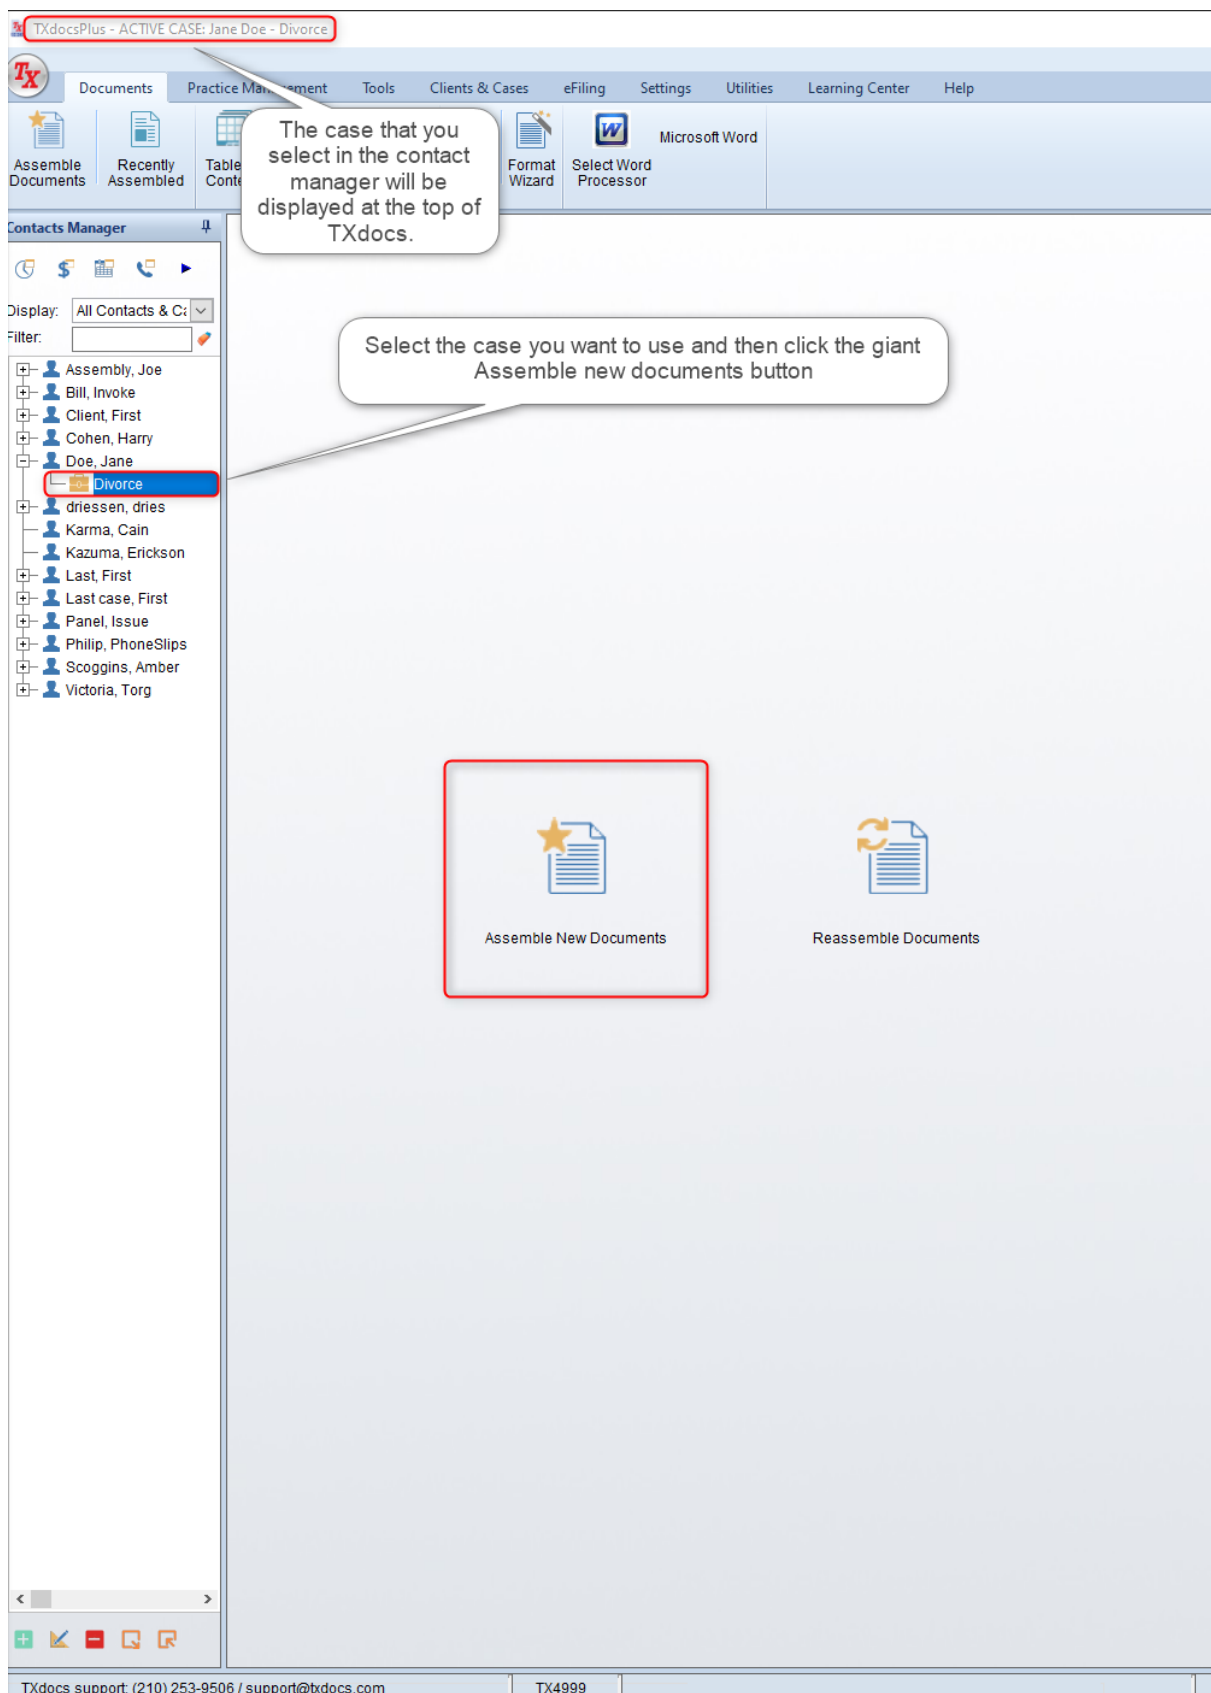 TXdocsPlus - ACTIVE CASE: Jane Doe - Divorce
TX
Documents Practice Management Tools Clients & Cases eFiling Settings Utilities Learning Center Help
The case that you
select in the contact
manager will be
displayed at the top of
TXdocs.
Assemble
Documents
Recently
Assembled
Format
Wizard
W
Select Word
Processor
Microsoft Word
Contacts Manager
Display: All Contacts &
Filter:
Select the case you want to use and then click the giant
Assemble new documents button
Assembly, Joe
Bill, Invoke
Client, First
Cohen, Harry
Doe, Jane
Divorce
driessen, dries
Karma, Cain
Kazuma, Erickson
Last, First
Last case, First
Panel, Issue
Philip, PhoneSlips
Scoggins, Amber
Victoria, Torg
Assemble New Documents
Reassemble Documents
TXdocs support: (210) 253-9506 / support@txdocs.com
TX4999